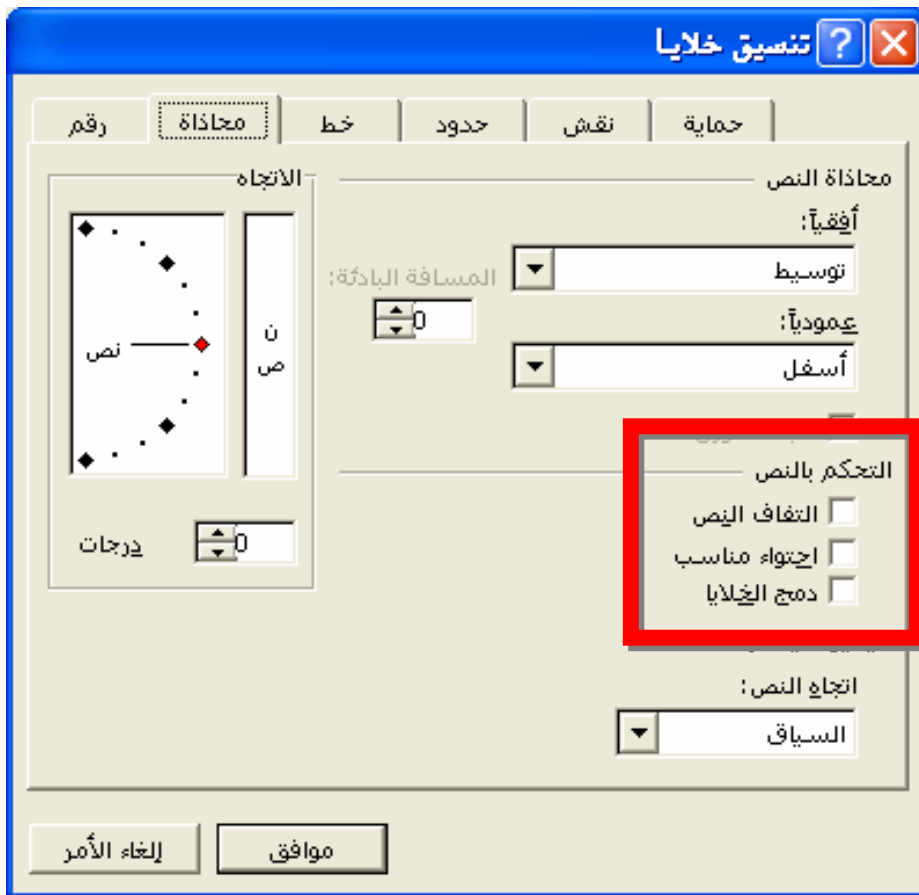 تنسيق خلايا
رقم
محاذاة
خط
حدود
نقش
حماية
محاذاة النص
أفقياً:
توسيط
المسافة البادئة:
0
عمودياً:
أسفل
التحكم بالنص
التفاف النص
احتواء مناسب
دمج الخلايا
اتجاه النص:
السياق
الاتجاه
ن
ص
نص
0
درجات
موافق
إلغاء الأمر